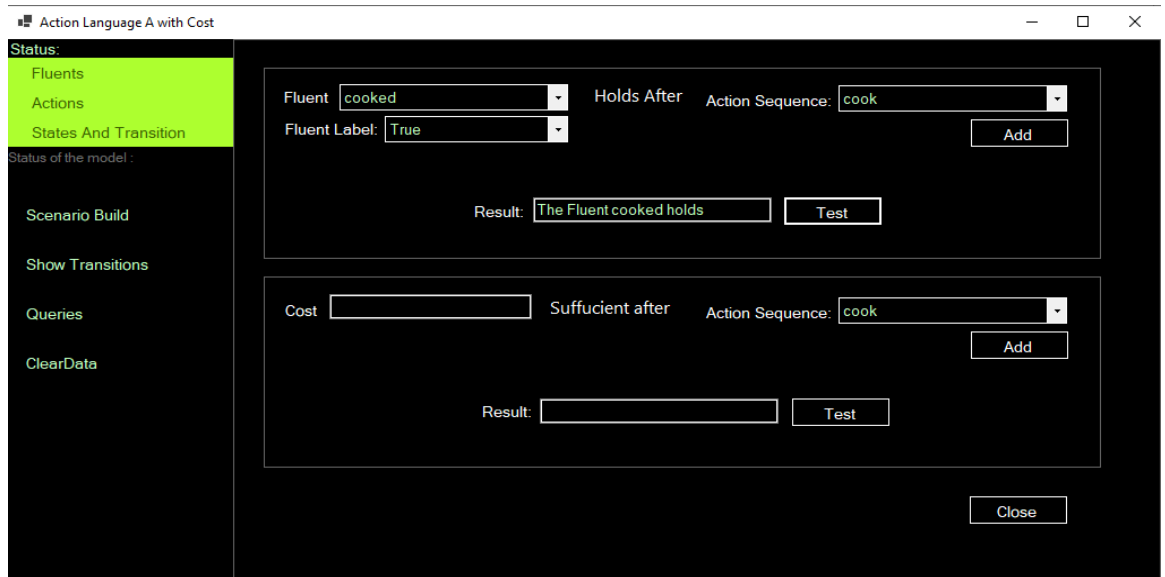 Action Language A with Cost
Status:
Fluents
Actions
States And Transition
Status of the model :
Scenario Build
Show Transitions
Queries
ClearData
Fluent cooked Holds After Action Sequence: cook
Fluent Label: True
Add
Result: The Fluent cooked holds Test
Cost Suffucient after Action Sequence: cook
Add
Result: Test
Close